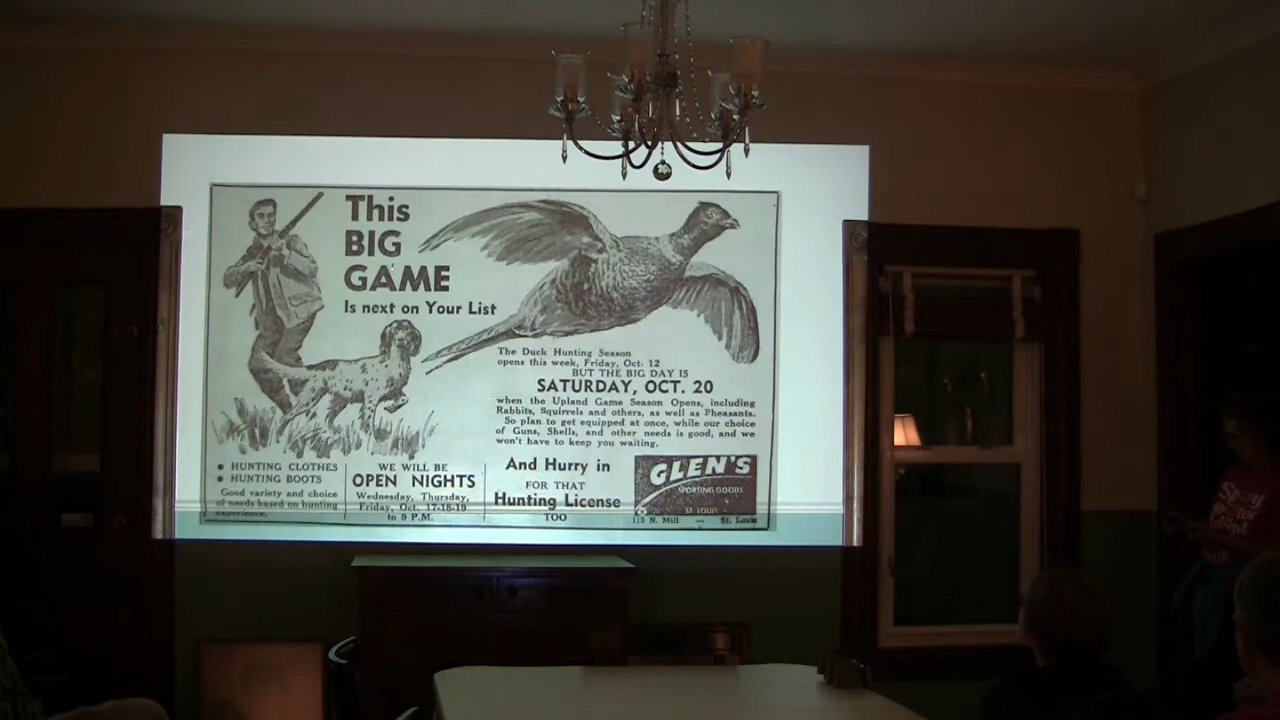 This
BIG
GAME
Is next on Your List
The Duck Hunting Season
opens this week, Friday, Oct. 12
BUT THE BIG DAY IS
SATURDAY, OCT. 20
when the Upland Game Season Opens, including
Rabbits, Squirrels and others, as well as Pheasants.
So plan to get equipped at once, while our choice
of Guns, Shells, and other needs is good, and we
won't have to keep you waiting.
● HUNTING CLOTHES
● HUNTING BOOTS
Good variety and choice
of needs based on hunting
experience.
WE WILL BE
OPEN NIGHTS
Wednesday, Thursday,
Friday, Oct. 17-18-19
to 9 P.M.
And Hurry in
FOR THAT
Hunting License
TOO
GLEN'S
SPORTING GOODS
ST. LOUIS
113 N. Mill — St. Louis